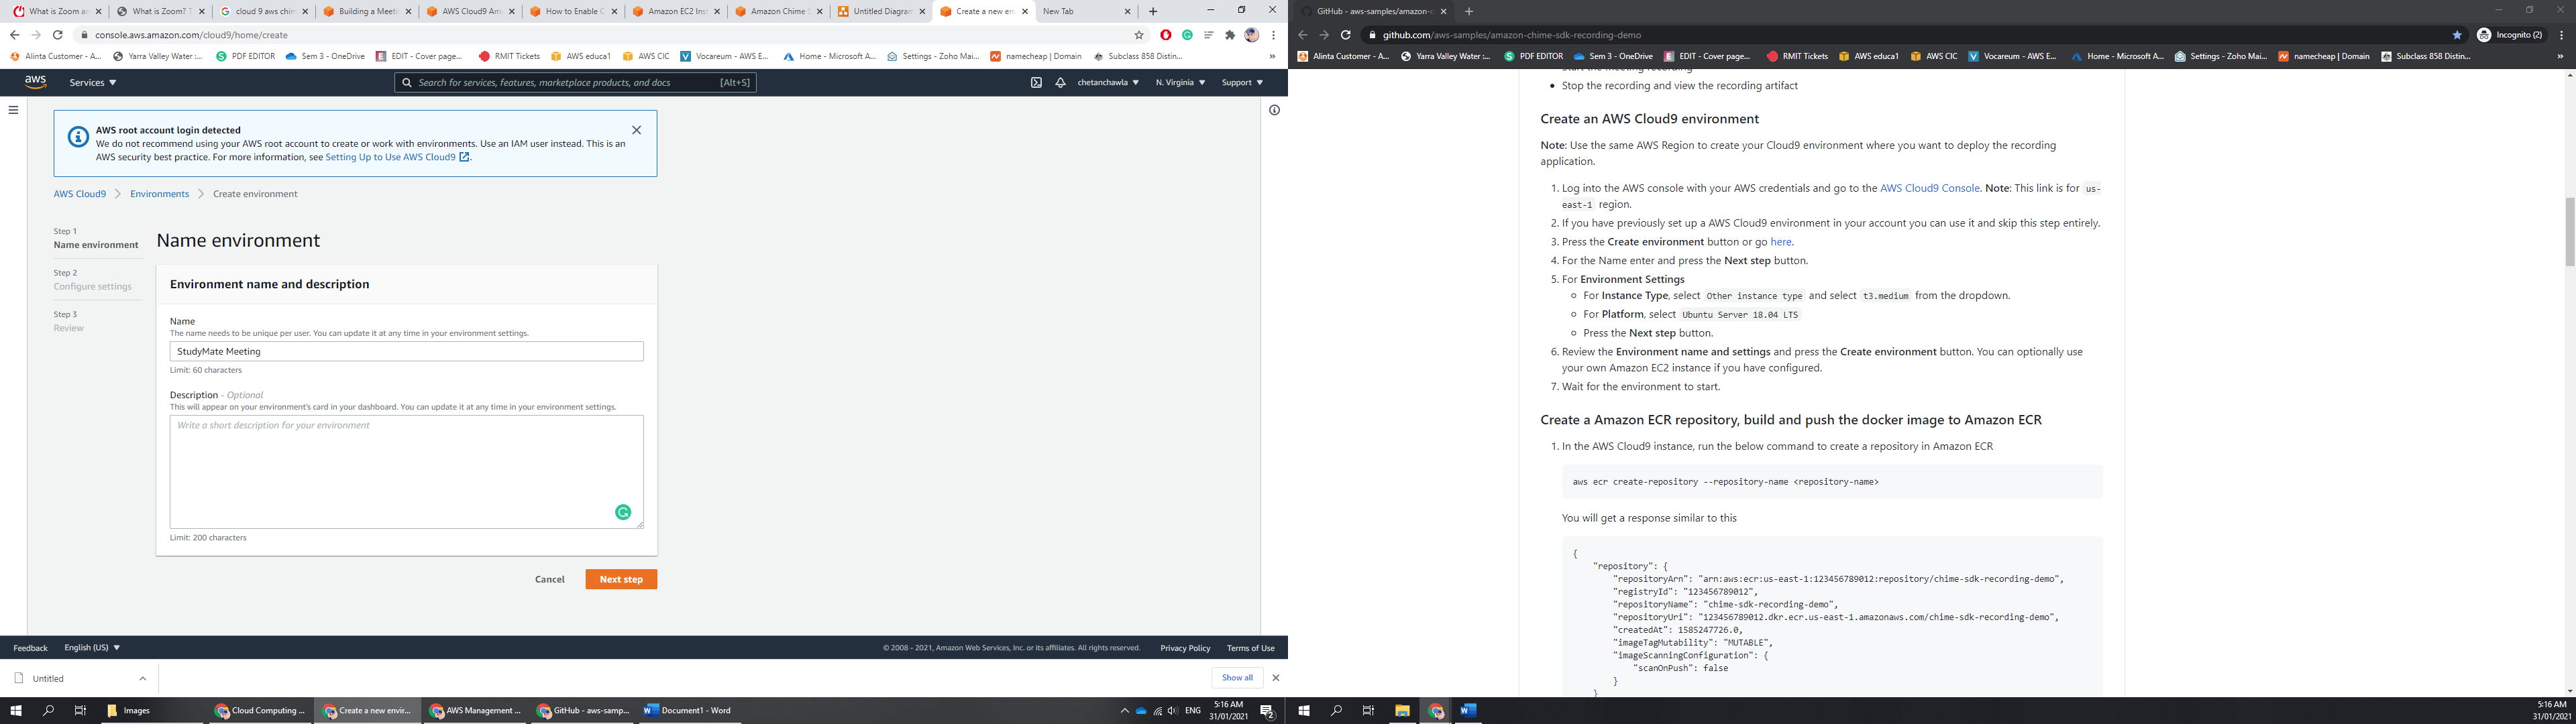 What is Zoom an
What is Zoom? T
cloud 9 aws chim
Building a Meeti
AWS Cloud9 Am
How to Enable C
Amazon EC2 Inst
Amazon Chime S
Untitled Diagram
Create a new en
New Tab
console.aws.amazon.com/cloud9/home/create
Alinta Customer - A...
Yarra Valley Water :...
PDF EDITOR
Sem 3 - OneDrive
EDIT - Cover page...
RMIT Tickets
AWS educa1
AWS CIC
Vocareum - AWS E...
Home - Microsoft A...
Settings - Zoho Mai...
namecheap | Domain
Subclass 858 Distin...
aws
Services
Search for services, features, marketplace products, and docs
[Alt+S]
chetanchawla
N. Virginia
Support
AWS root account login detected
We do not recommend using your AWS root account to create or work with environments. Use an IAM user instead. This is an
AWS security best practice. For more information, see Setting Up to Use AWS Cloud9
AWS Cloud9
Environments
Create environment
Step 1
Name environment
Step 2
Configure settings
Step 3
Review
Name environment
Environment name and description
Name
The name needs to be unique per user. You can update it at any time in your environment settings.
StudyMate Meeting
Limit: 60 characters
Description - Optional
This will appear on your environment's card in your dashboard. You can update it at any time in your environment settings.
Write a short description for your environment
Limit: 200 characters
Cancel
Next step
Feedback
English (US)
© 2008 - 2021, Amazon Web Services, Inc. or its affiliates. All rights reserved.
Privacy Policy
Terms of Use
Untitled
Show all
Images
Cloud Computing ...
Create a new envir...
AWS Management ...
GitHub - aws-samp...
Document1 - Word
ENG
5:16 AM
31/01/2021
2
GitHub - aws-samples/amazon-c
github.com/aws-samples/amazon-chime-sdk-recording-demo
Incognito (2)
Alinta Customer - A...
Yarra Valley Water :...
PDF EDITOR
Sem 3 - OneDrive
EDIT - Cover page...
RMIT Tickets
AWS educa1
AWS CIC
Vocareum - AWS E...
Home - Microsoft A...
Settings - Zoho Mai...
namecheap | Domain
Subclass 858 Distin...
Start the meeting recording
Stop the recording and view the recording artifact
Create an AWS Cloud9 environment
Note: Use the same AWS Region to create your Cloud9 environment where you want to deploy the recording
application.
1. Log into the AWS console with your AWS credentials and go to the AWS Cloud9 Console. Note: This link is for us-
east-1 region.
2. If you have previously set up a AWS Cloud9 environment in your account you can use it and skip this step entirely.
3. Press the Create environment button or go here.
4. For the Name enter and press the Next step button.
5. For Environment Settings
For Instance Type, select Other instance type and select t3.medium from the dropdown.
For Platform, select Ubuntu Server 18.04 LTS
Press the Next step button.
6. Review the Environment name and settings and press the Create environment button. You can optionally use
your own Amazon EC2 instance if you have configured.
7. Wait for the environment to start.
Create a Amazon ECR repository, build and push the docker image to Amazon ECR
1. In the AWS Cloud9 instance, run the below command to create a repository in Amazon ECR
aws ecr create-repository --repository-name <repository-name>
You will get a response similar to this
{
"repository": {
"repositoryArn": "arn:aws:ecr:us-east-1:123456789012:repository/chime-sdk-recording-demo",
"registryId": "123456789012",
"repositoryName": "chime-sdk-recording-demo",
"repositoryUri": "123456789012.dkr.ecr.us-east-1.amazonaws.com/chime-sdk-recording-demo",
"createdAt": 1585247726.0,
"imageTagMutability": "MUTABLE",
"imageScanningConfiguration": {
"scanOnPush": false
}
}
5:16 AM
31/01/2021